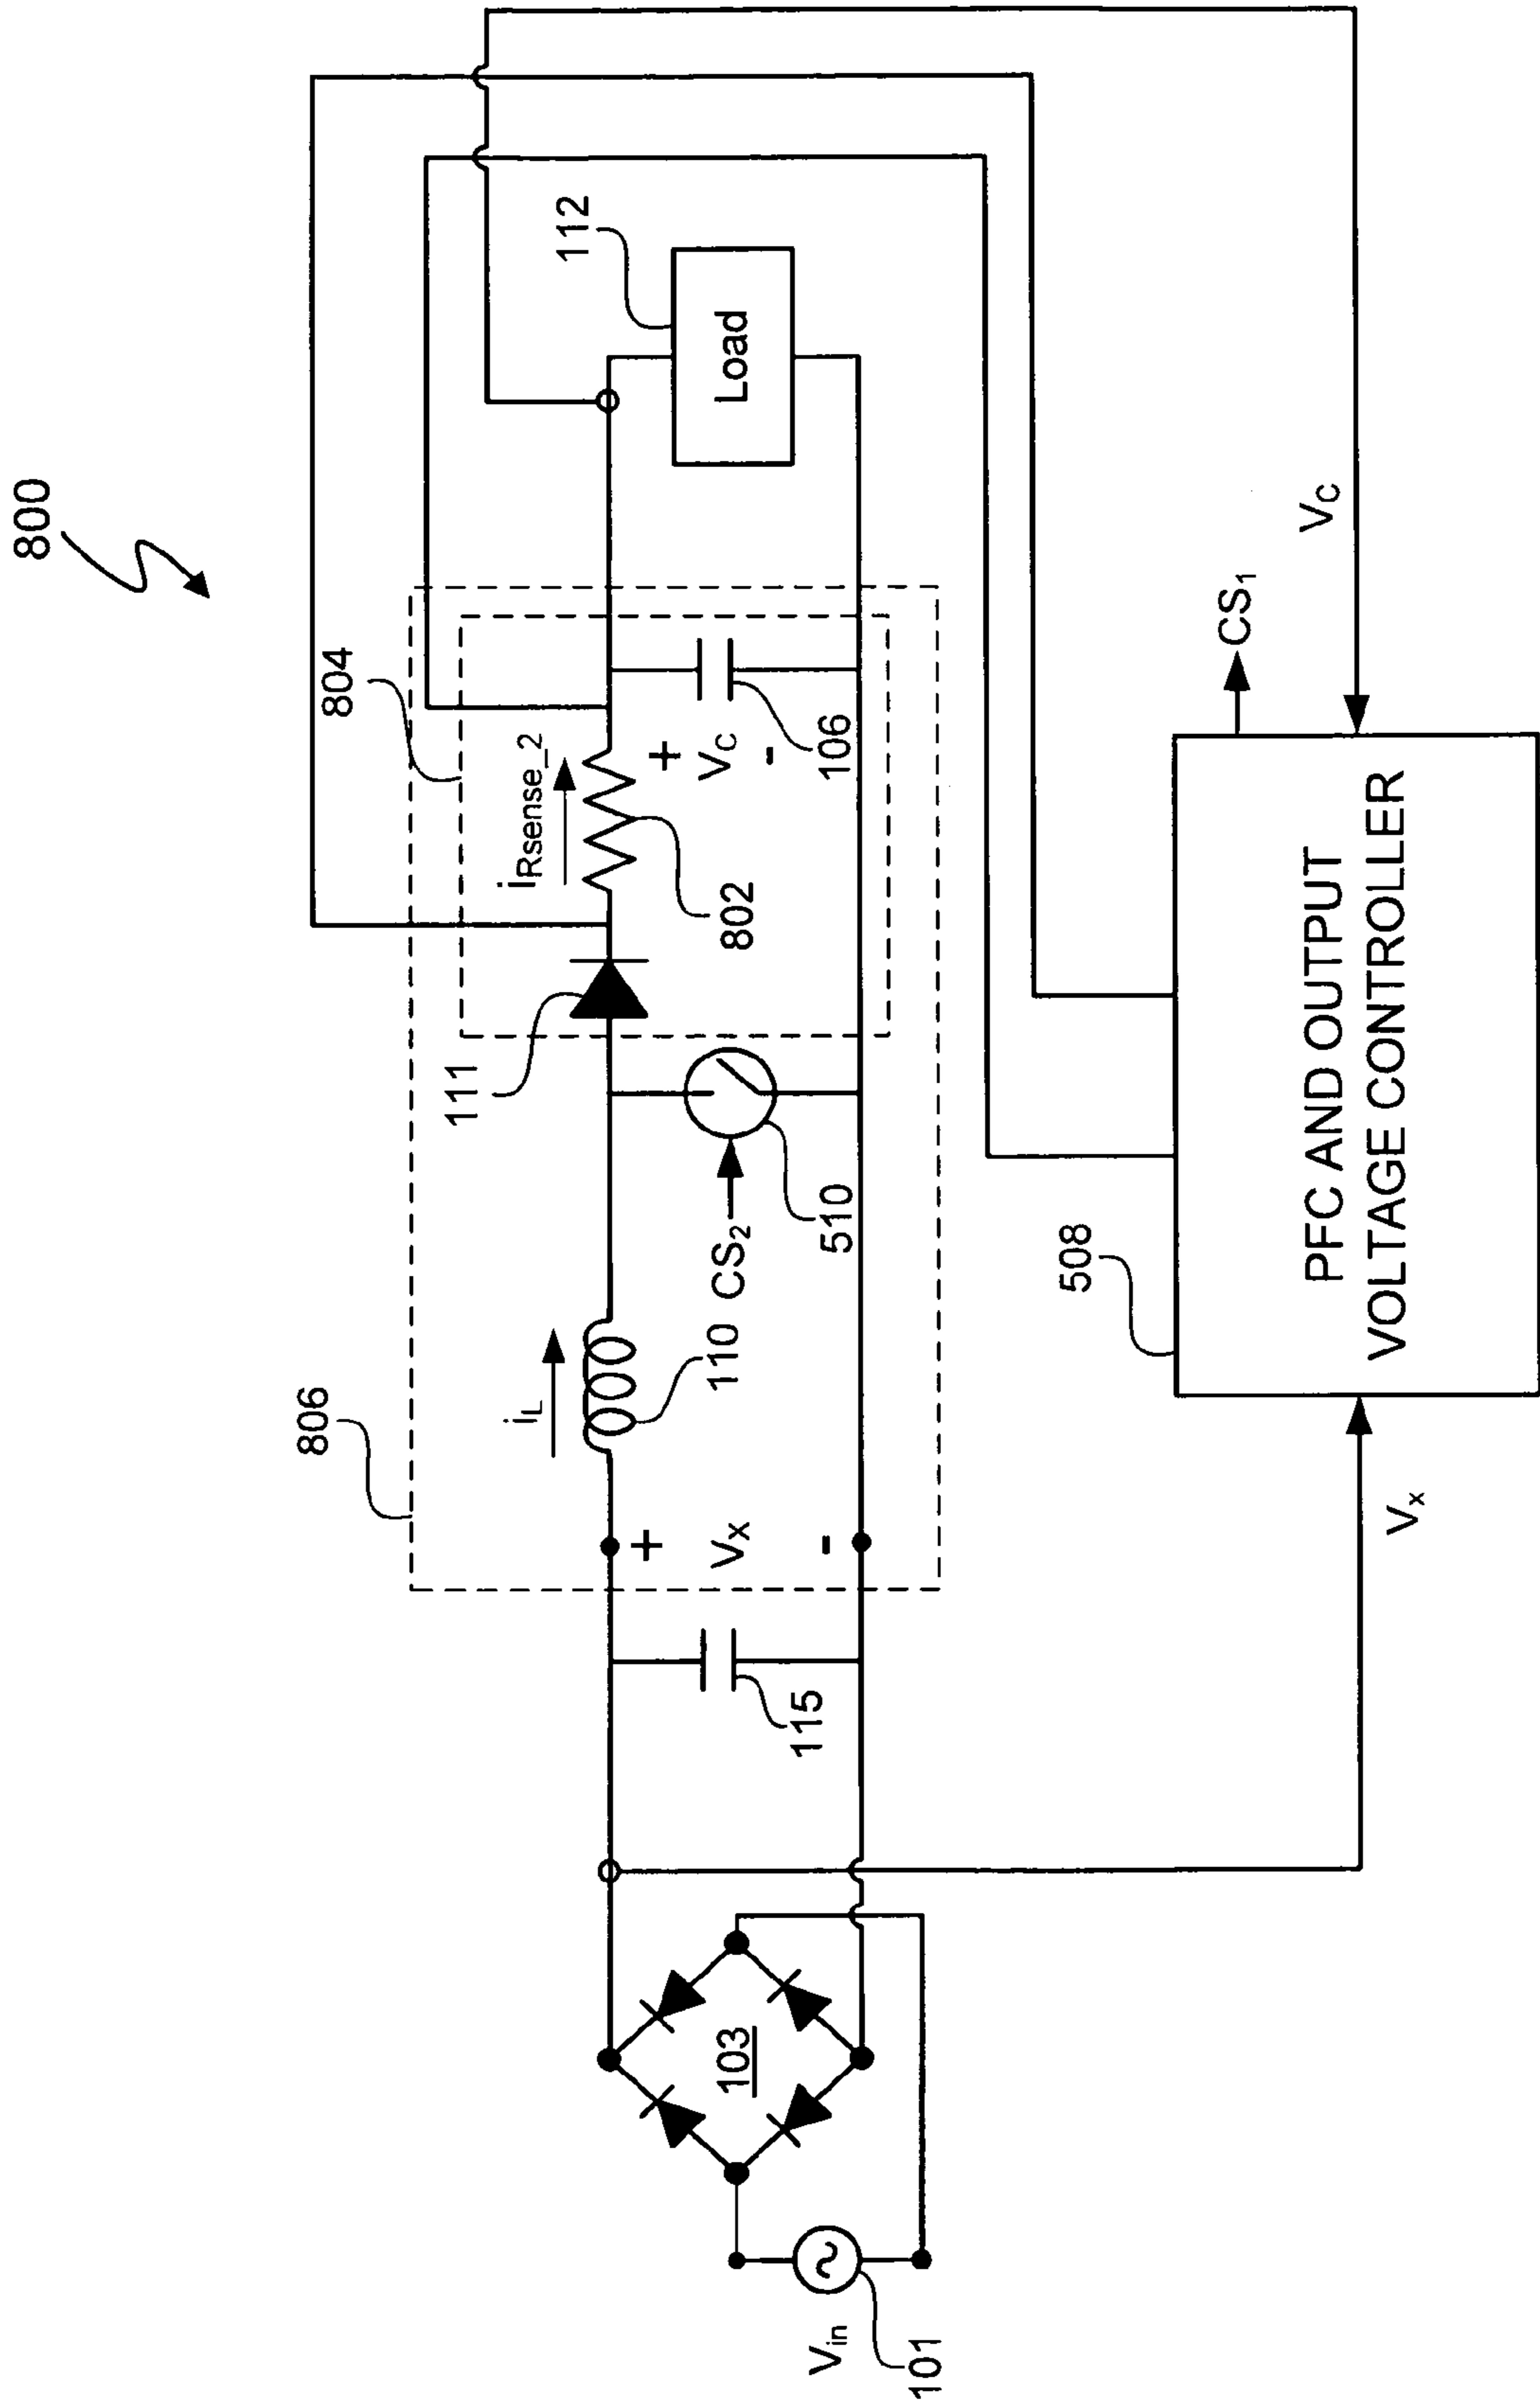 800
804
806
112
Load
iRsense_2
iL
111
802
+
VC
-
106
110
CS2
510
+
Vx
-
115
103
Vin
101
508
PFC AND OUTPUT
VOLTAGE CONTROLLER
CS1
VC
Vx